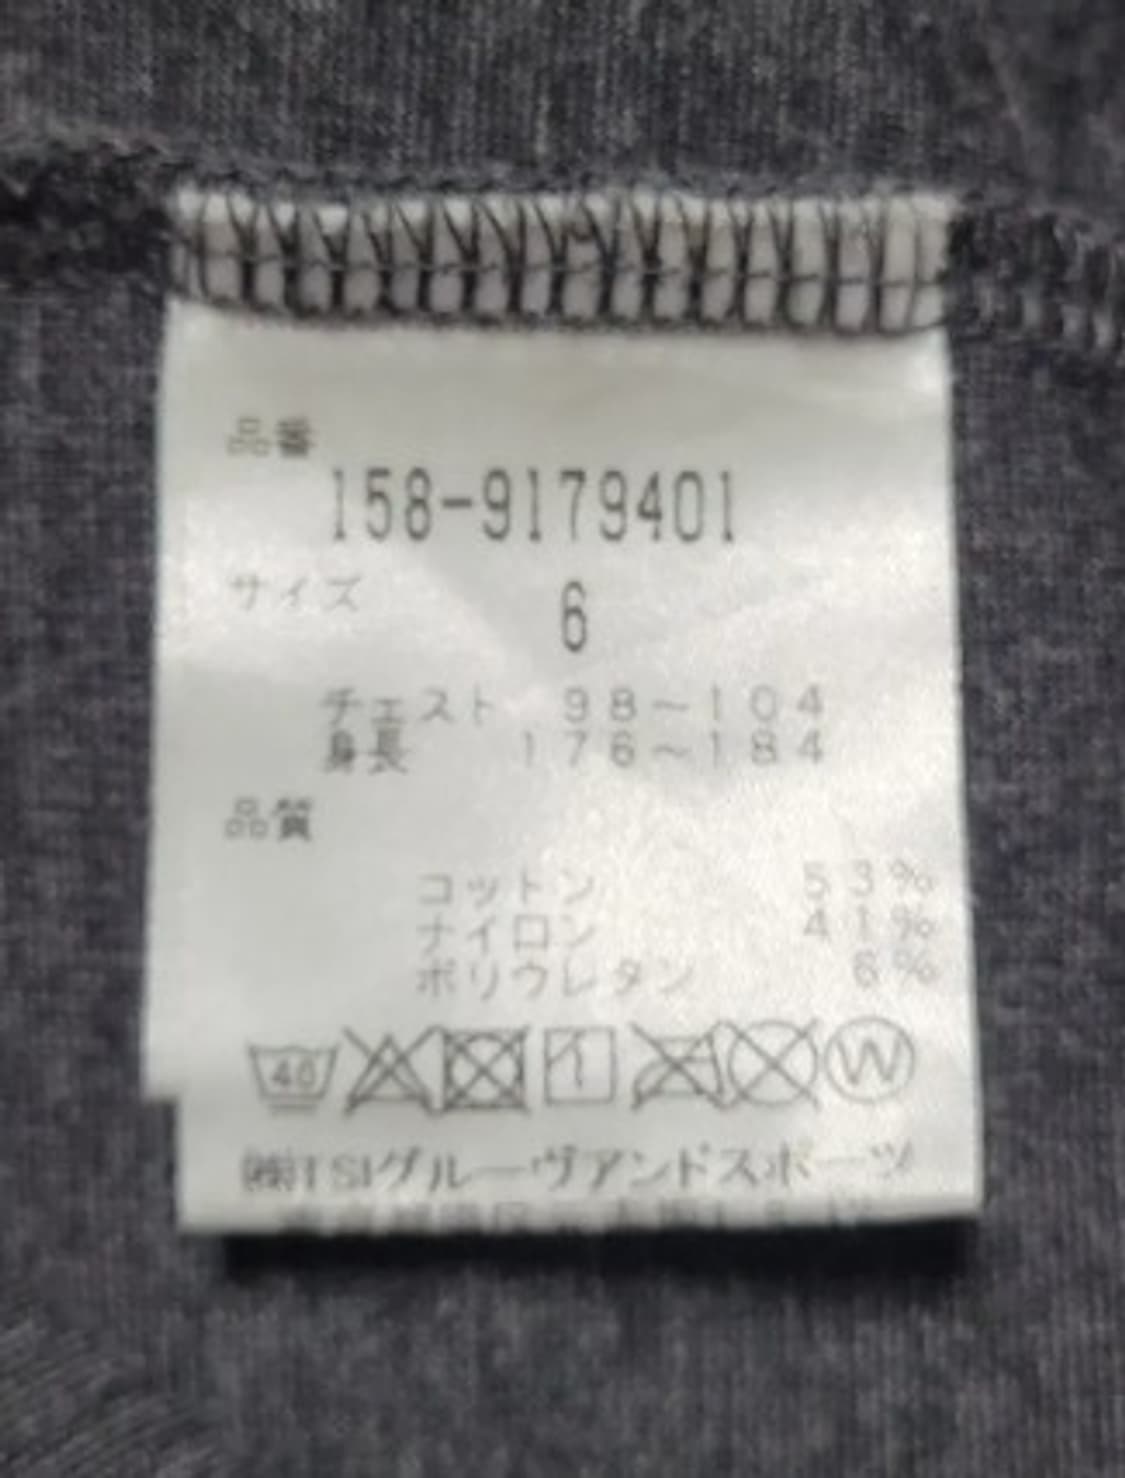 品番
158-9179401
サイズ
6
チェスト 98~104
身長 176~184
品質
コットン 53%
ナイロン 41%
ポリウレタン 6%
40
W
㈱TSIグルーヴアンドスポーツ